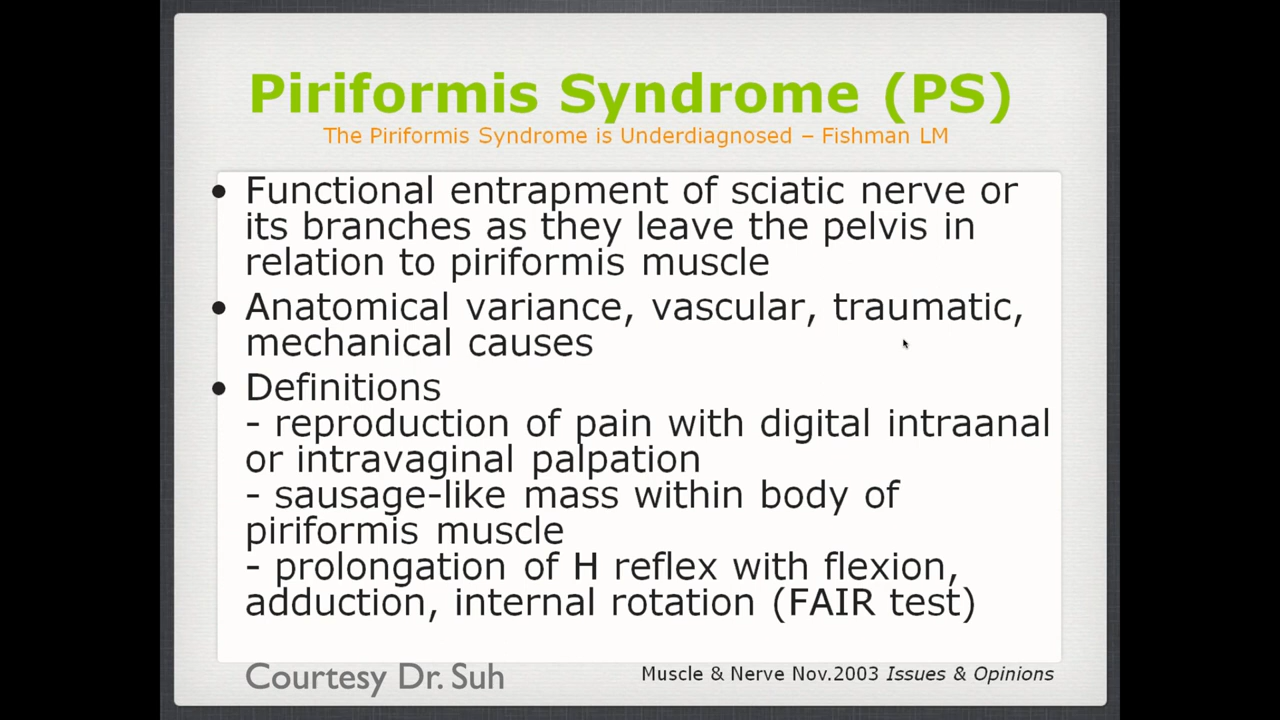 Piriformis Syndrome (PS)
The Piriformis Syndrome is Underdiagnosed – Fishman LM
• Functional entrapment of sciatic nerve or
its branches as they leave the pelvis in
relation to piriformis muscle
• Anatomical variance, vascular, traumatic,
mechanical causes
• Definitions
- reproduction of pain with digital intraanal
or intravaginal palpation
- sausage-like mass within body of
piriformis muscle
- prolongation of H reflex with flexion,
adduction, internal rotation (FAIR test)
Courtesy Dr. Suh
Muscle & Nerve Nov.2003 Issues & Opinions